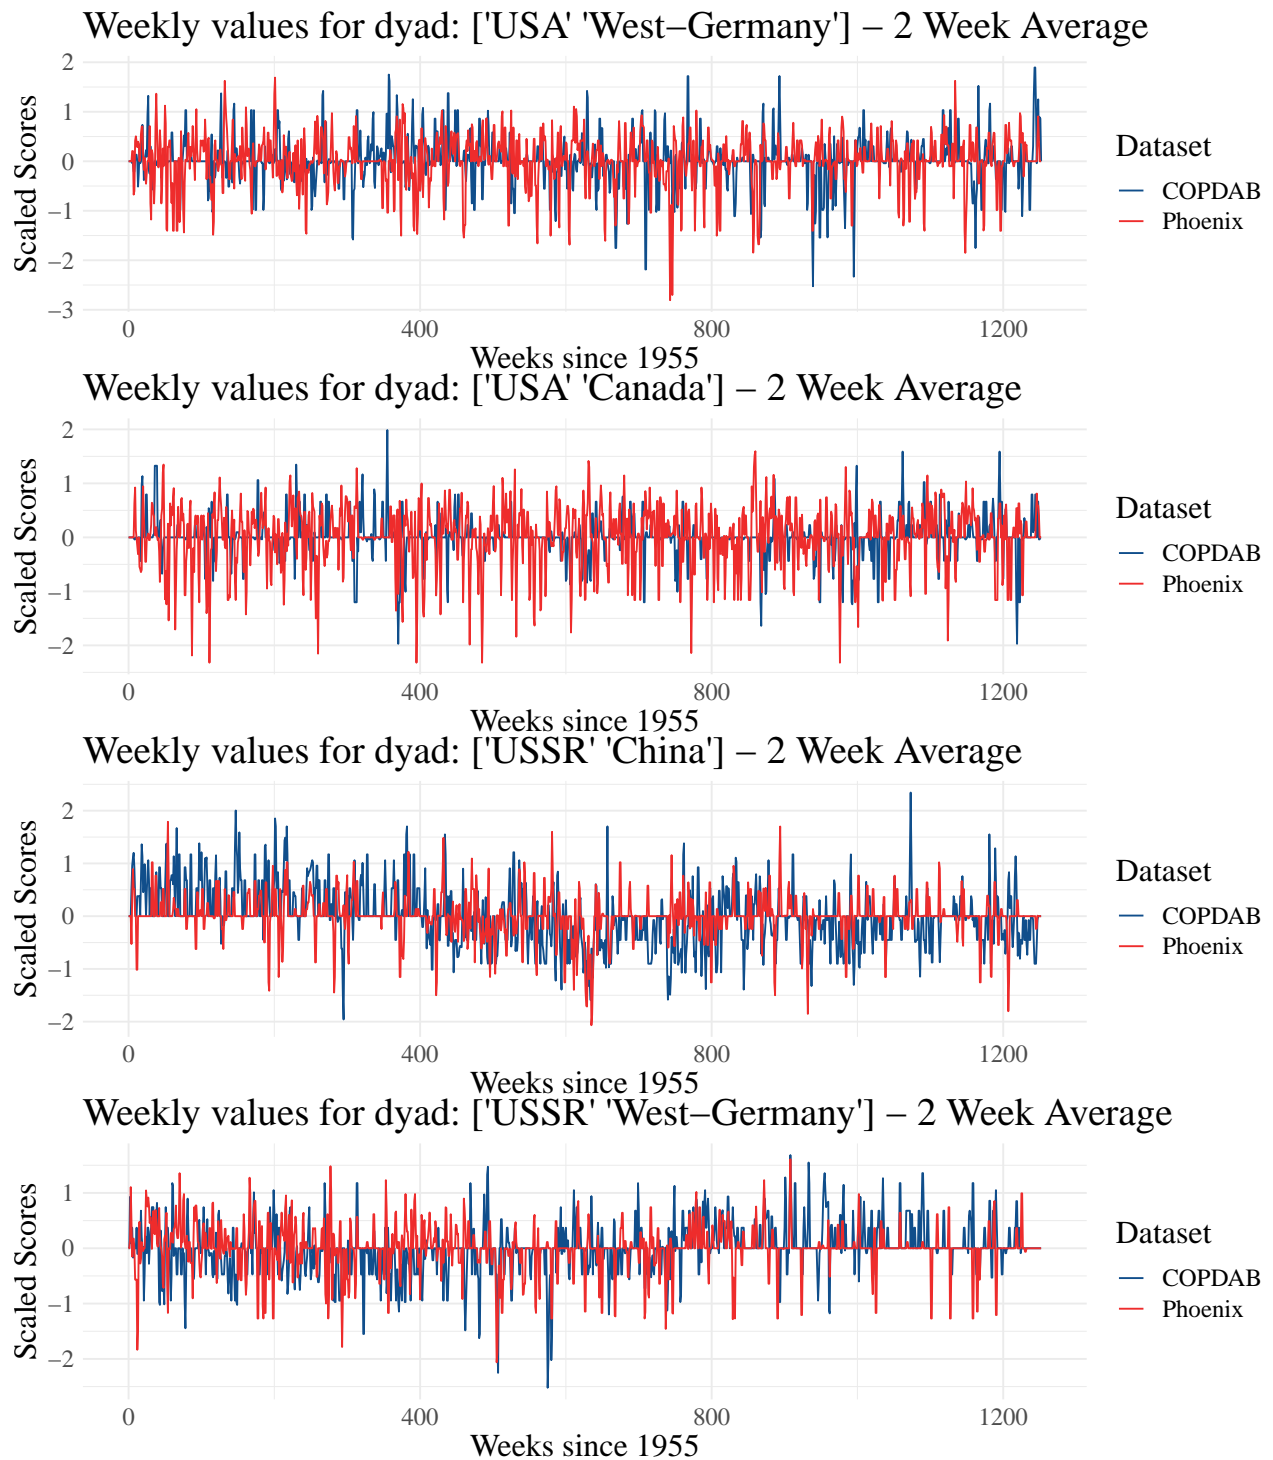 Weekly values for dyad: ['USA' 'West−Germany'] − 2 Week Average
Scaled Scores
2
1
0
−1
−2
−3
0 400 800 1200
Weeks since 1955
Dataset
COPDAB
Phoenix
Weekly values for dyad: ['USA' 'Canada'] − 2 Week Average
Scaled Scores
2
1
0
−1
−2
0 400 800 1200
Weeks since 1955
Dataset
COPDAB
Phoenix
Weekly values for dyad: ['USSR' 'China'] − 2 Week Average
Scaled Scores
2
1
0
−1
−2
0 400 800 1200
Weeks since 1955
Dataset
COPDAB
Phoenix
Weekly values for dyad: ['USSR' 'West−Germany'] − 2 Week Average
Scaled Scores
1
0
−1
−2
0 400 800 1200
Weeks since 1955
Dataset
COPDAB
Phoenix